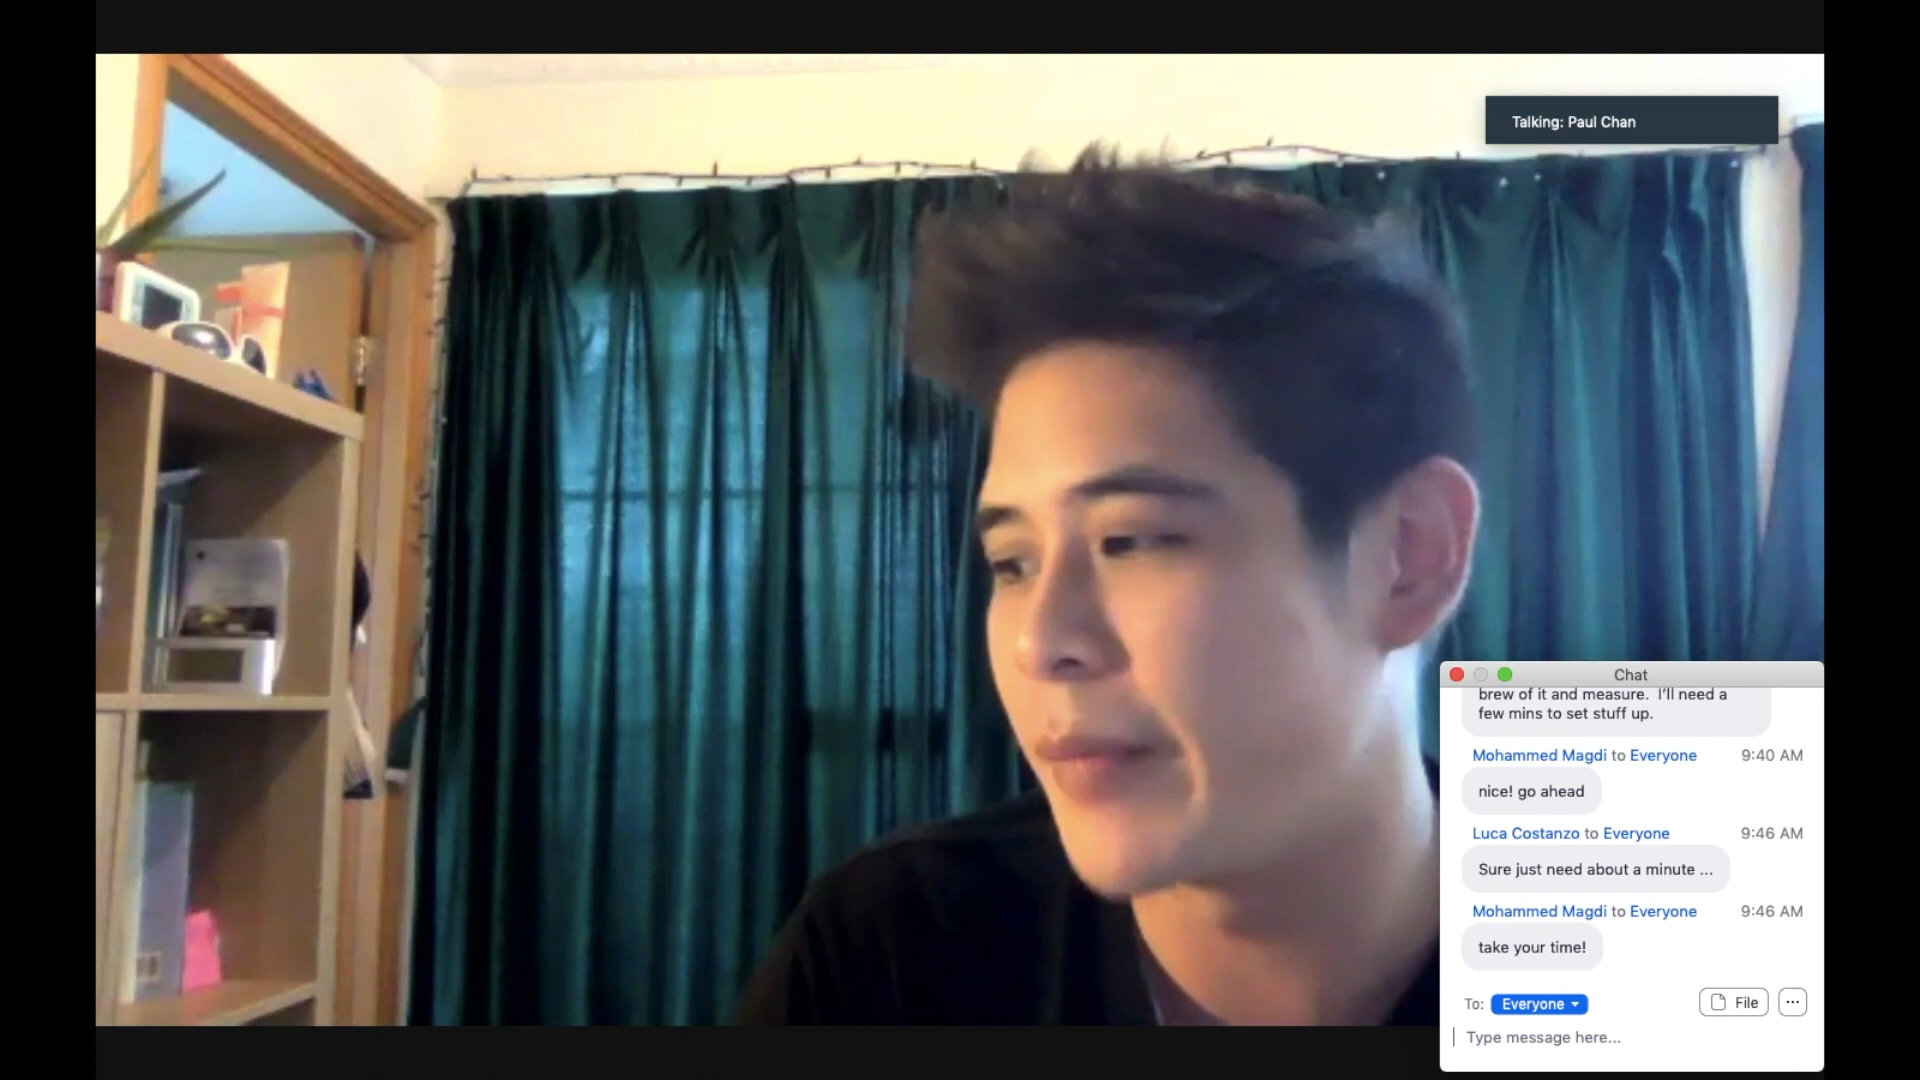 Talking: Paul Chan
Chat
brew of it and measure.  I'll need a
few mins to set stuff up.
Mohammed Magdi to Everyone 9:40 AM
nice! go ahead
Luca Costanzo to Everyone 9:46 AM
Sure just need about a minute ...
Mohammed Magdi to Everyone 9:46 AM
take your time!
To: Everyone File ...
Type message here...